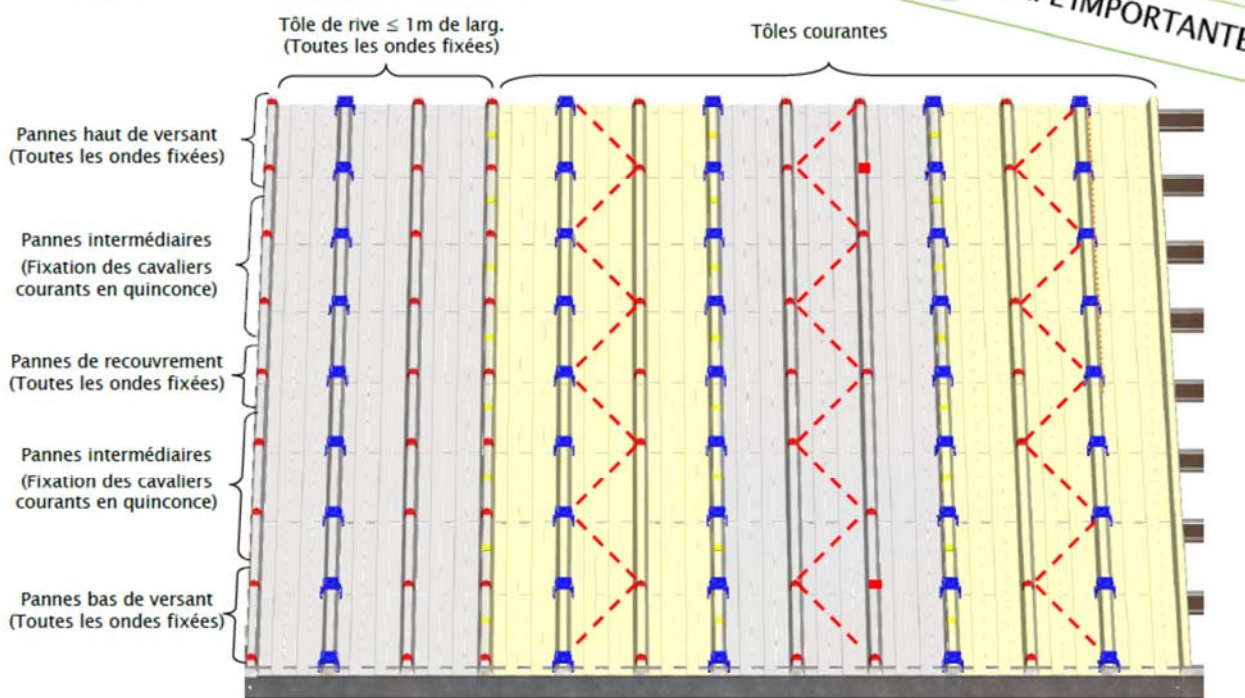 IMPORTANTE
Tôle de rive ≤ 1m de larg.
(Toutes les ondes fixées)
Tôles courantes
Pannes haut de versant
(Toutes les ondes fixées)
Pannes intermédiaires
(Fixation des cavaliers
courants en quinconce)
Pannes de recouvrement
(Toutes les ondes fixées)
Pannes intermédiaires
(Fixation des cavaliers
courants en quinconce)
Pannes bas de versant
(Toutes les ondes fixées)